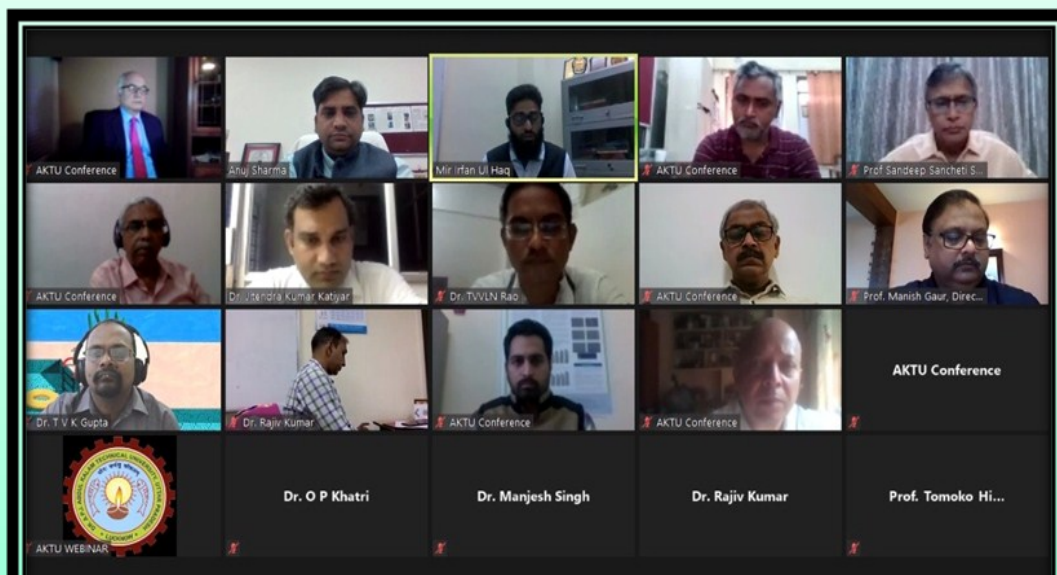 AKTU Conference
Anuj Sharma
Mir Irfan Ul Haq
AKTU Conference
Prof Sandeep Sancheti S...
AKTU Conference
Dr. Jitendra Kumar Katiyar
Dr. TVVLN Rao
AKTU Conference
Prof. Manish Gaur, Direc...
Dr. T V K Gupta
Dr. Rajiv Kumar
AKTU Conference
AKTU Conference
AKTU Conference
AKTU WEBINAR
Dr. O P Khatri
Dr. Manjesh Singh
Dr. Rajiv Kumar
Prof. Tomoko Hi...
LUCKNOW